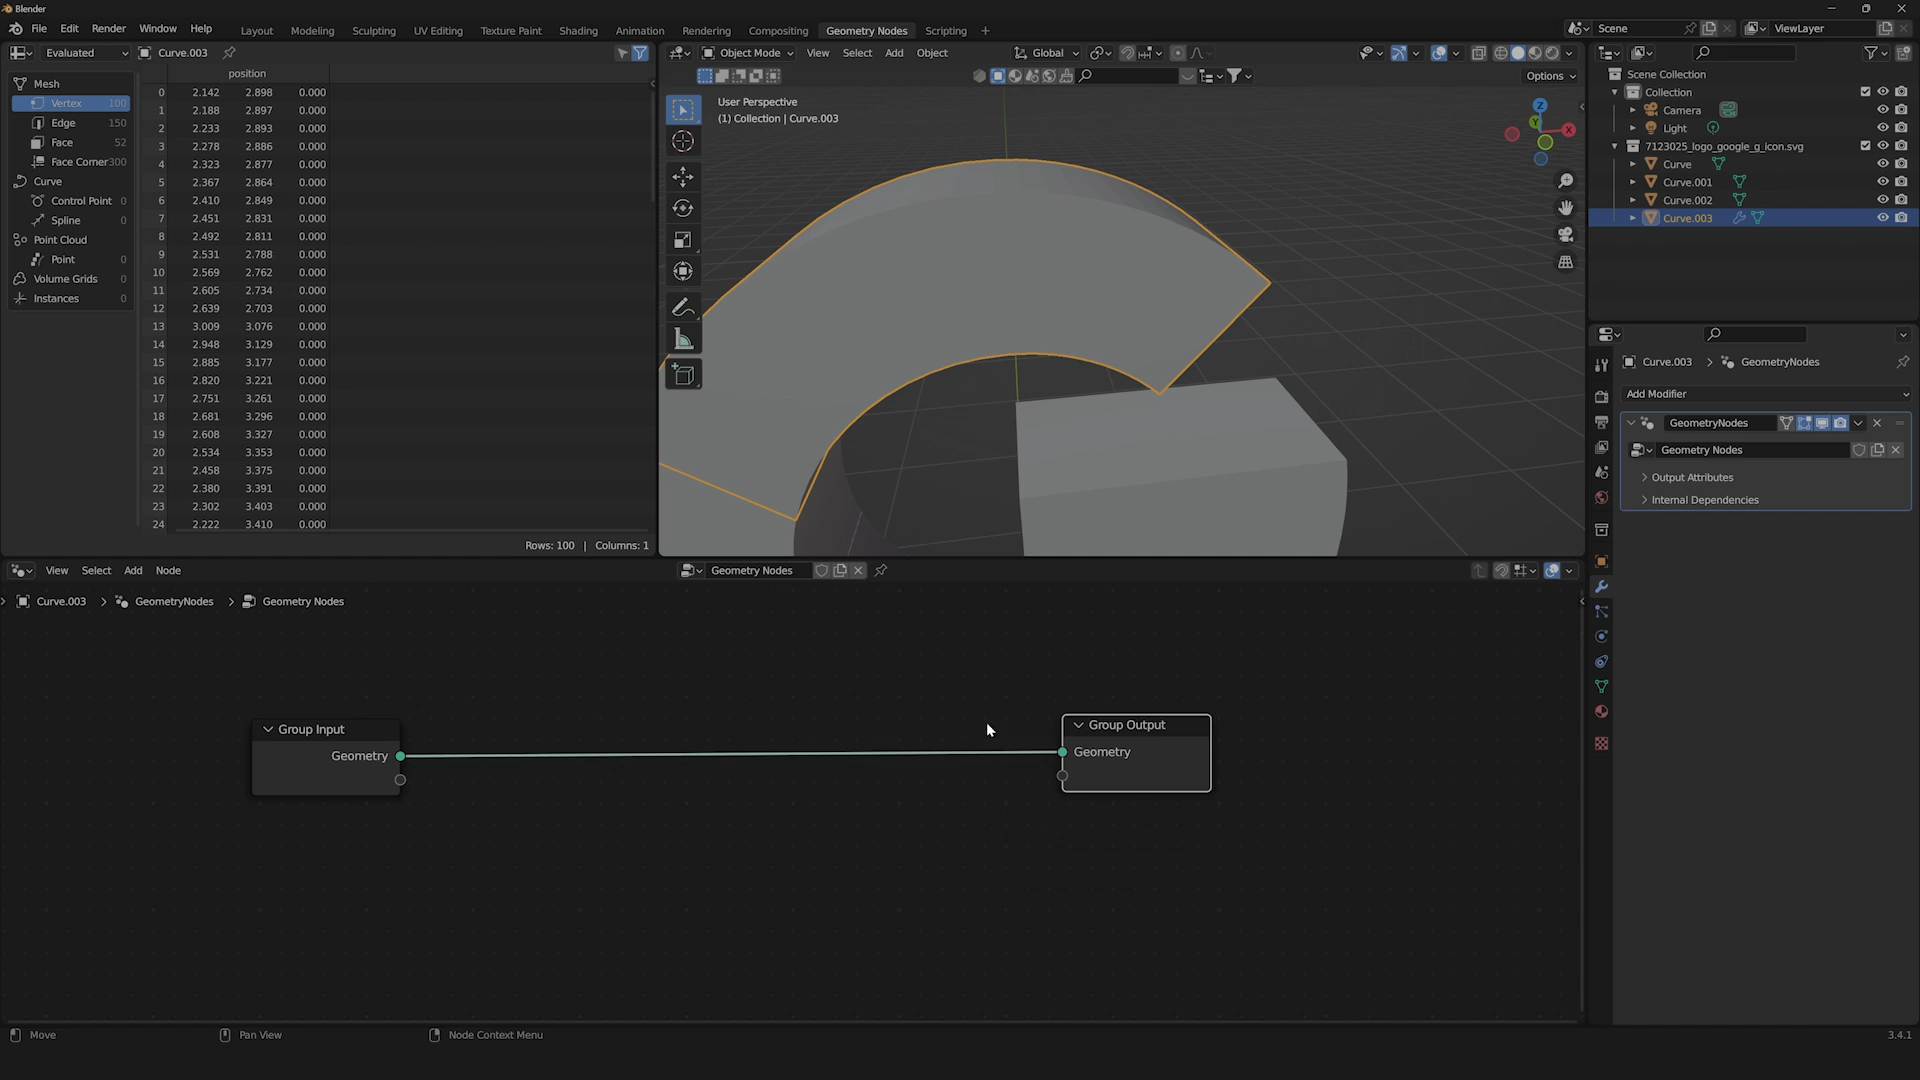 Blender
File Edit Render Window Help Layout Modeling Sculpting UV Editing Texture Paint Shading Animation Rendering Compositing Geometry Nodes Scripting + Scene ViewLayer
Evaluated Curve.003
Mesh
Vertex 100
Edge 150
Face 52
Face Corner 300
Curve
Control Point 0
Spline 0
Point Cloud
Point 0
Volume Grids 0
Instances 0
position
0 2.142 2.898 0.000
1 2.188 2.897 0.000
2 2.233 2.893 0.000
3 2.278 2.886 0.000
4 2.323 2.877 0.000
5 2.367 2.864 0.000
6 2.410 2.849 0.000
7 2.451 2.831 0.000
8 2.492 2.811 0.000
9 2.531 2.788 0.000
10 2.569 2.762 0.000
11 2.605 2.734 0.000
12 2.639 2.703 0.000
13 3.009 3.076 0.000
14 2.948 3.129 0.000
15 2.885 3.177 0.000
16 2.820 3.221 0.000
17 2.751 3.261 0.000
18 2.681 3.296 0.000
19 2.608 3.327 0.000
20 2.534 3.353 0.000
21 2.458 3.375 0.000
22 2.380 3.391 0.000
23 2.302 3.403 0.000
24 2.222 3.410 0.000
Rows: 100 | Columns: 1
Object Mode View Select Add Object Global
Options
User Perspective
(1) Collection | Curve.003
Z
Y
X
Scene Collection
Collection
Camera
Light
7123025_logo_google_g_icon.svg
Curve
Curve.001
Curve.002
Curve.003
Curve.003 > GeometryNodes
Add Modifier
GeometryNodes
Geometry Nodes
Output Attributes
Internal Dependencies
View Select Add Node Geometry Nodes
Curve.003 > GeometryNodes > Geometry Nodes
Group Input
Geometry
Group Output
Geometry
Move Pan View Node Context Menu 3.4.1